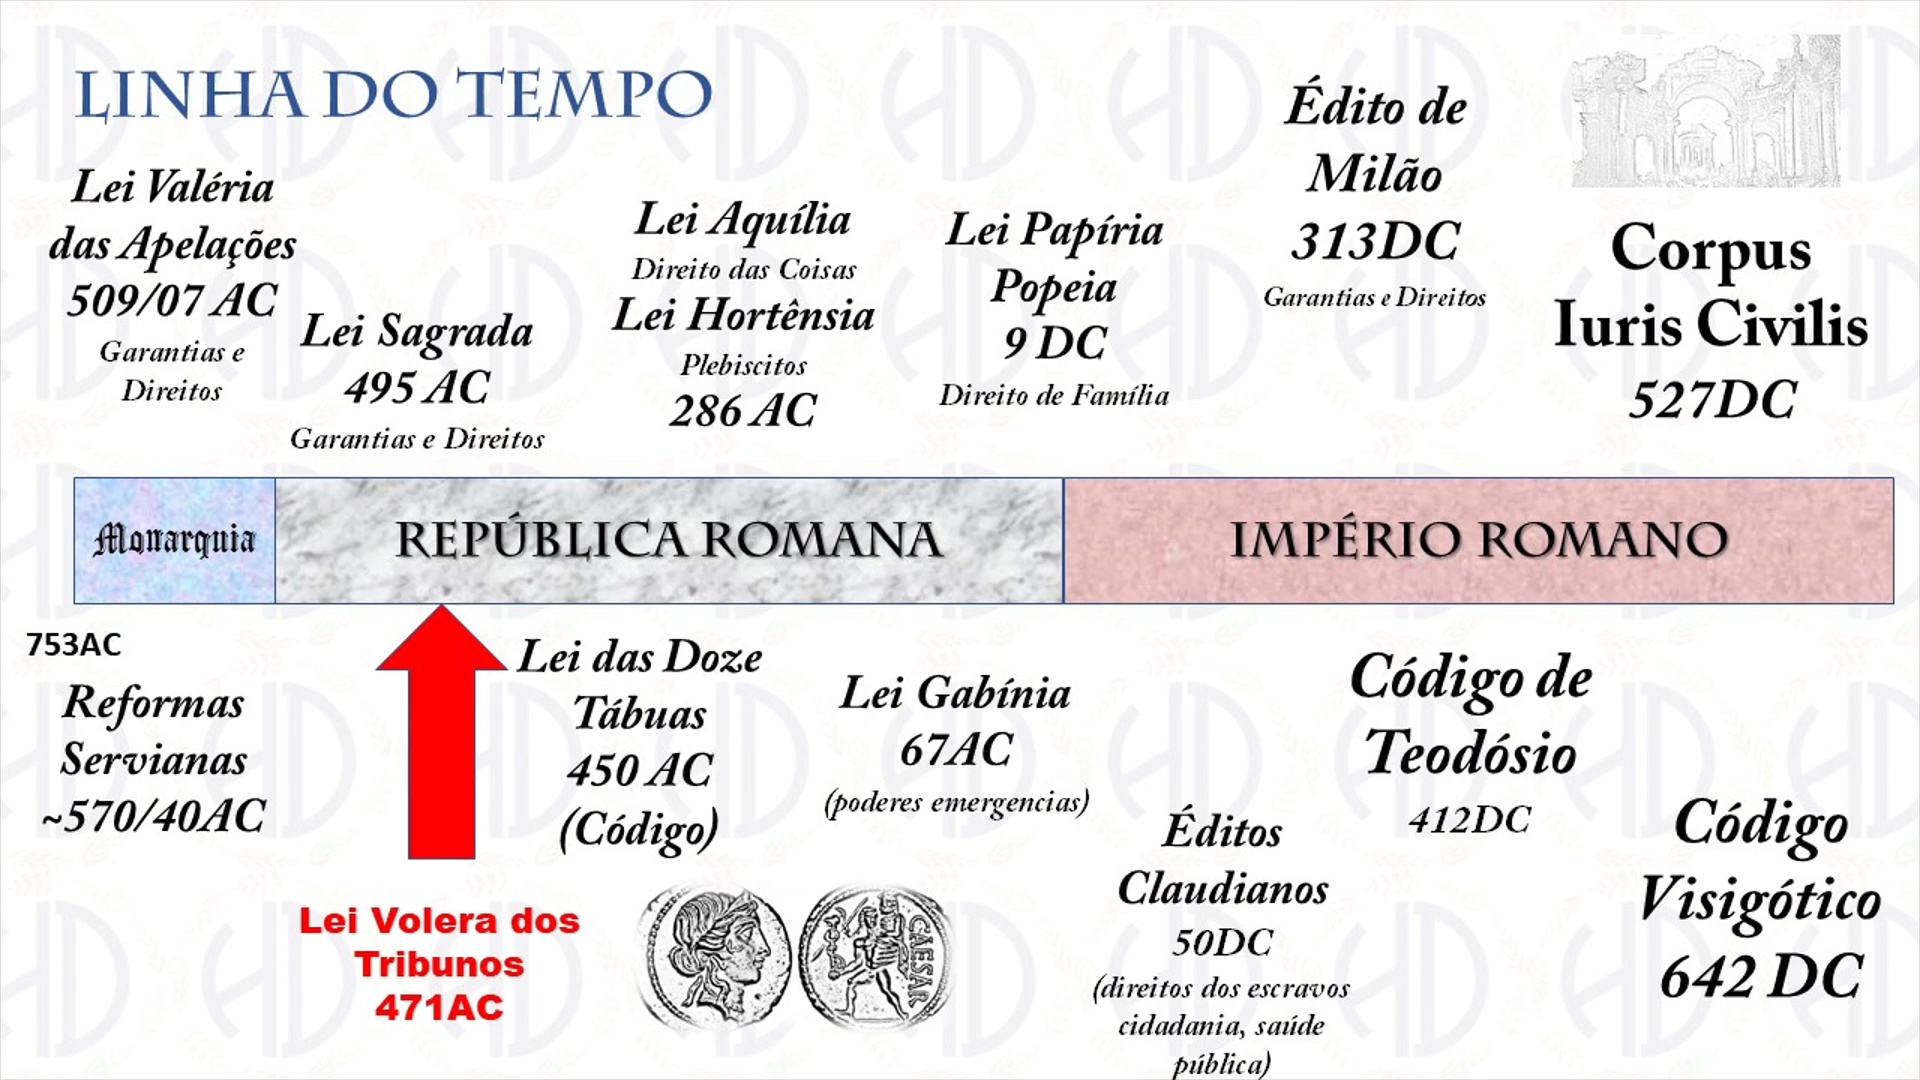 LINHA DO TEMPO
Lei Valéria
das Apelações
509/07 AC
Garantias e
Direitos
Lei Sagrada
495 AC
Garantias e Direitos
Lei Aquília
Direito das Coisas
Lei Hortênsia
Plebiscitos
286 AC
Lei Papíria
Popeia
9 DC
Direito de Família
Édito de
Milão
313DC
Garantias e Direitos
Corpus
Iuris Civilis
527DC
Monarquia
REPÚBLICA ROMANA
IMPÉRIO ROMANO
753AC
Reformas
Servianas
~570/40AC
Lei Volera dos
Tribunos
471AC
Lei das Doze
Tábuas
450 AC
(Código)
CAESAR
Lei Gabínia
67AC
(poderes emergencias)
Éditos
Claudianos
50DC
(direitos dos escravos
cidadania, saúde
pública)
Código de
Teodósio
412DC
Código
Visigótico
642 DC